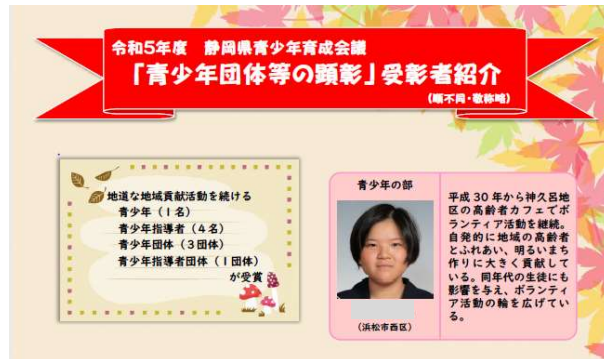 令和5年度　静岡県青少年育成会議
「青少年団体等の顕彰」受彰者紹介
(順不同・敬称略)
地道な地域貢献活動を続ける
青少年（1名）
青少年指導者（4名）
青少年団体（3団体）
青少年指導者団体（1団体）
が受賞
青少年の部
(浜松市西区)
平成30年から神久呂地
区の高齢者カフェでボ
ランティア活動を継続。
自発的に地域の高齢者
とふれあい、明るいまち
作りに大きく貢献して
いる。同年代の生徒にも
影響を与え、ボランティ
ア活動の輪を広げてい
る。